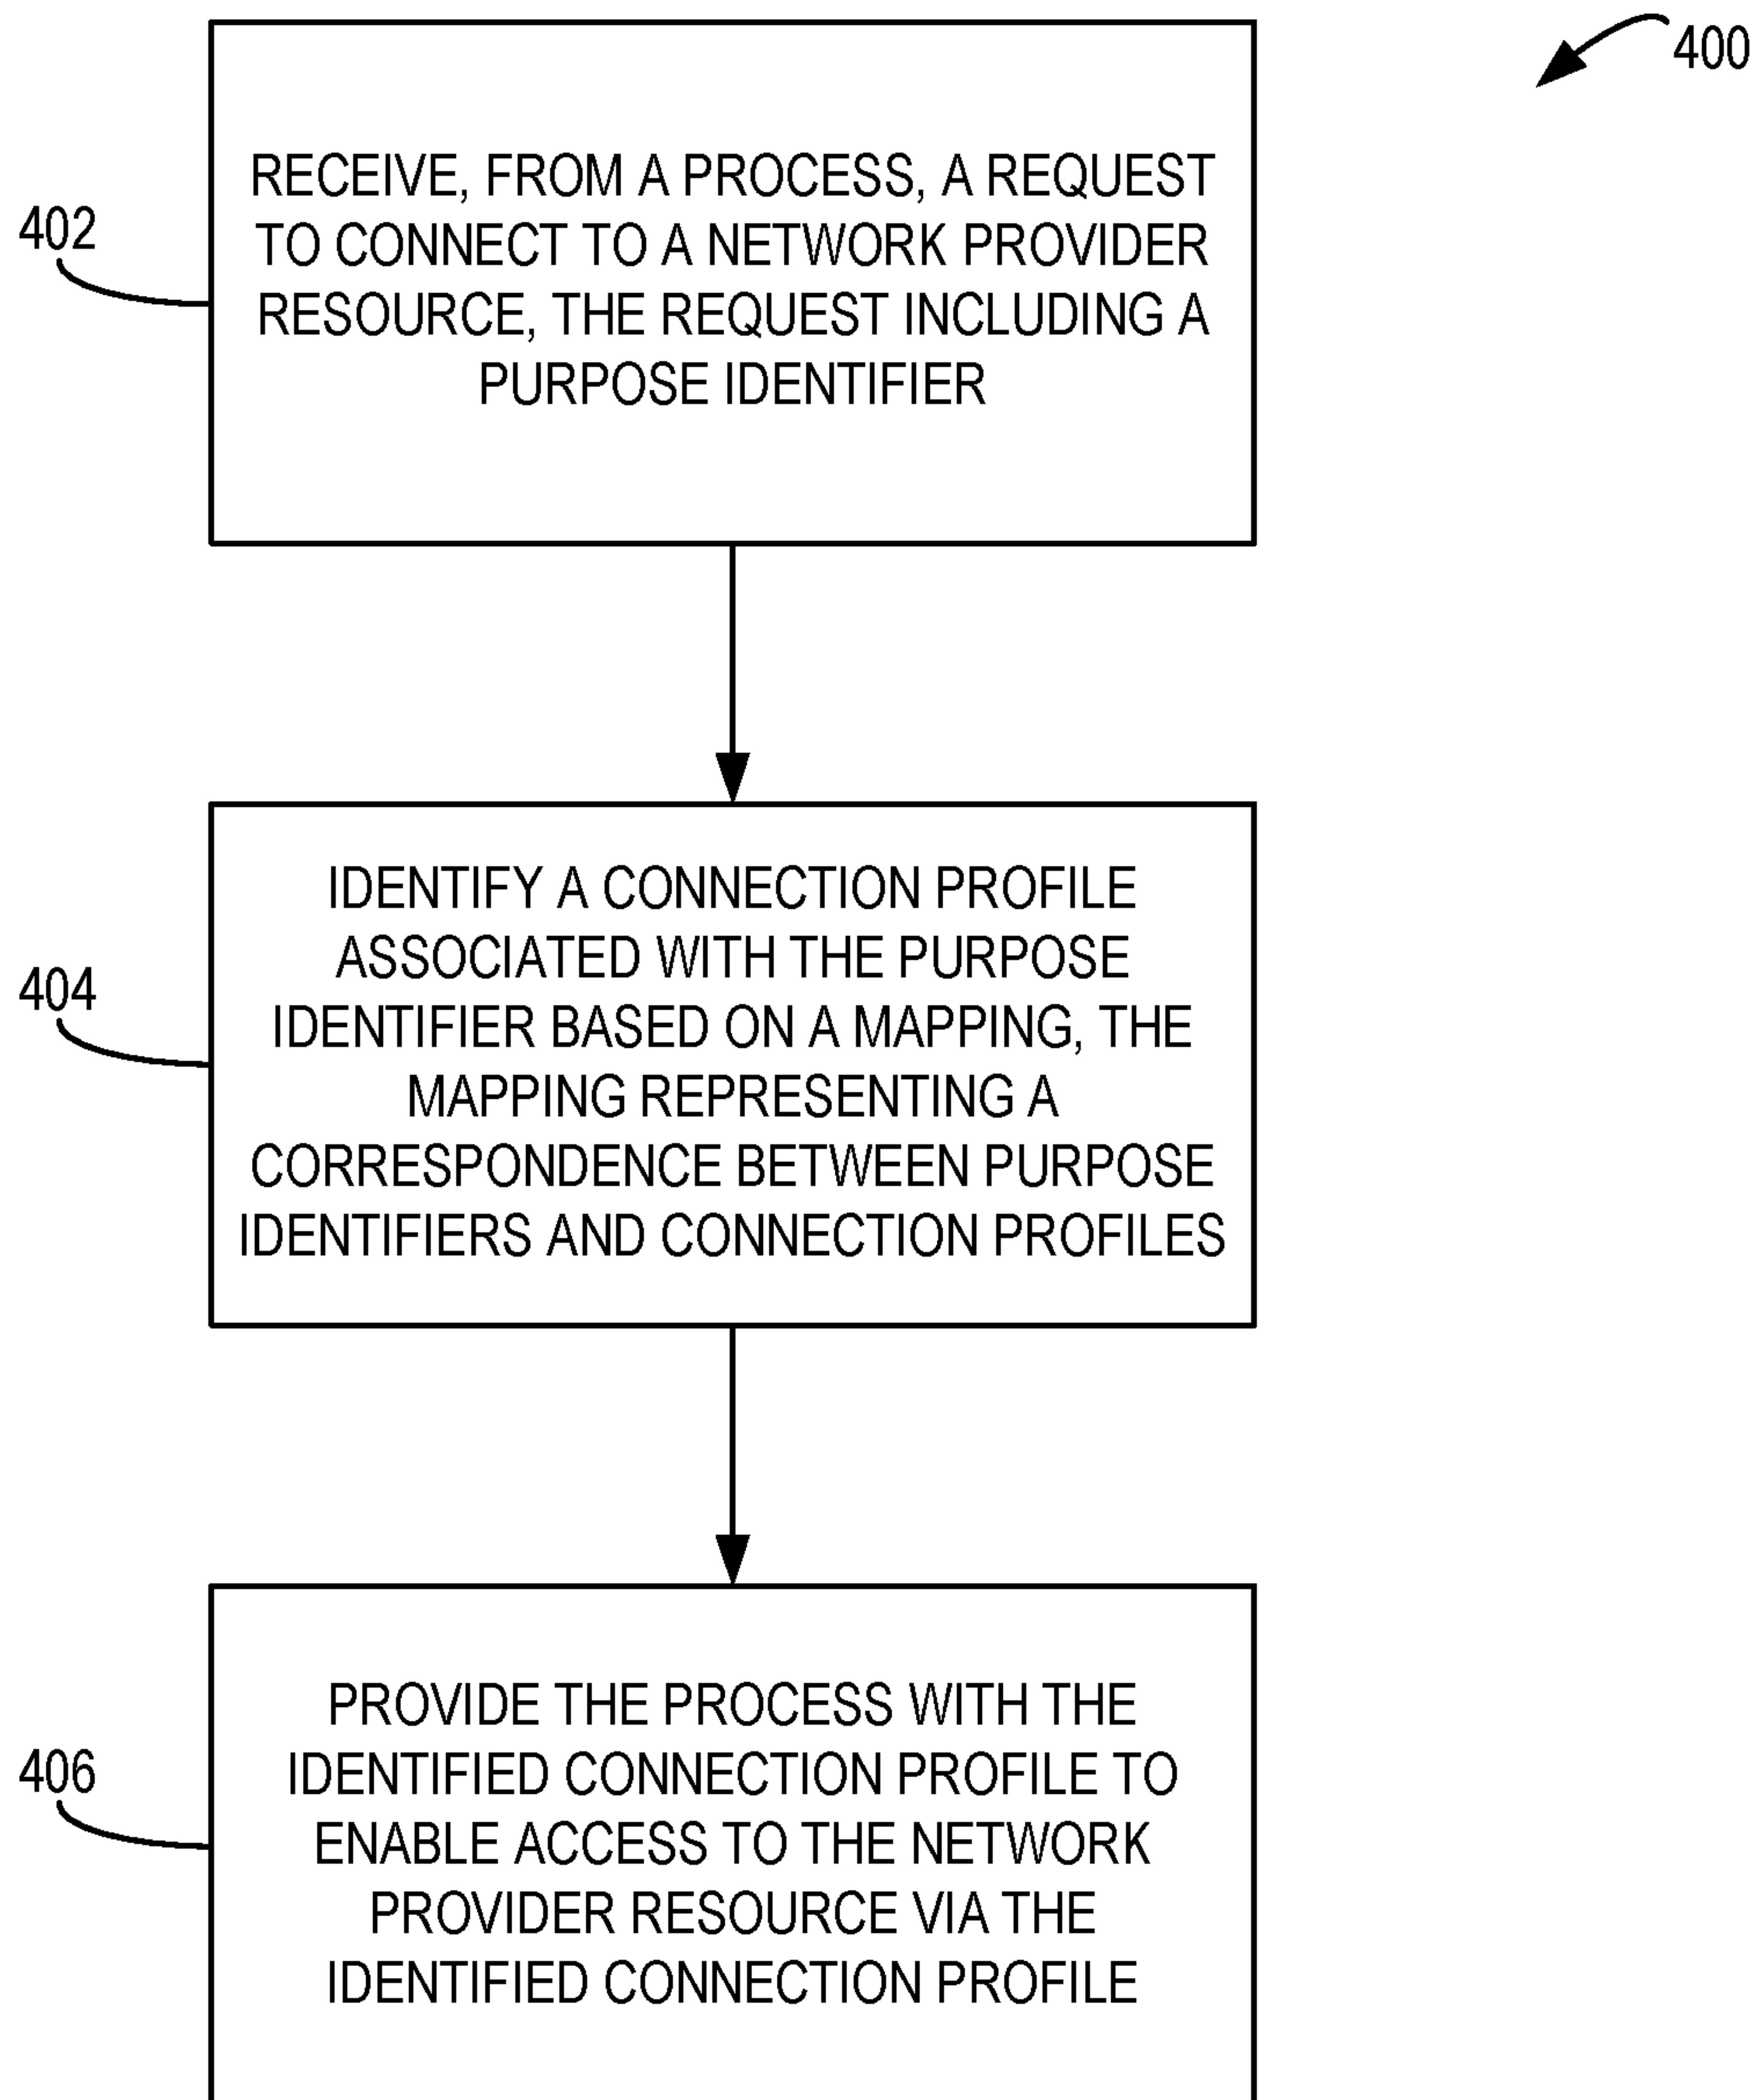 400
402
RECEIVE, FROM A PROCESS, A REQUEST
TO CONNECT TO A NETWORK PROVIDER
RESOURCE, THE REQUEST INCLUDING A
PURPOSE IDENTIFIER
404
IDENTIFY A CONNECTION PROFILE
ASSOCIATED WITH THE PURPOSE
IDENTIFIER BASED ON A MAPPING, THE
MAPPING REPRESENTING A
CORRESPONDENCE BETWEEN PURPOSE
IDENTIFIERS AND CONNECTION PROFILES
406
PROVIDE THE PROCESS WITH THE
IDENTIFIED CONNECTION PROFILE TO
ENABLE ACCESS TO THE NETWORK
PROVIDER RESOURCE VIA THE
IDENTIFIED CONNECTION PROFILE